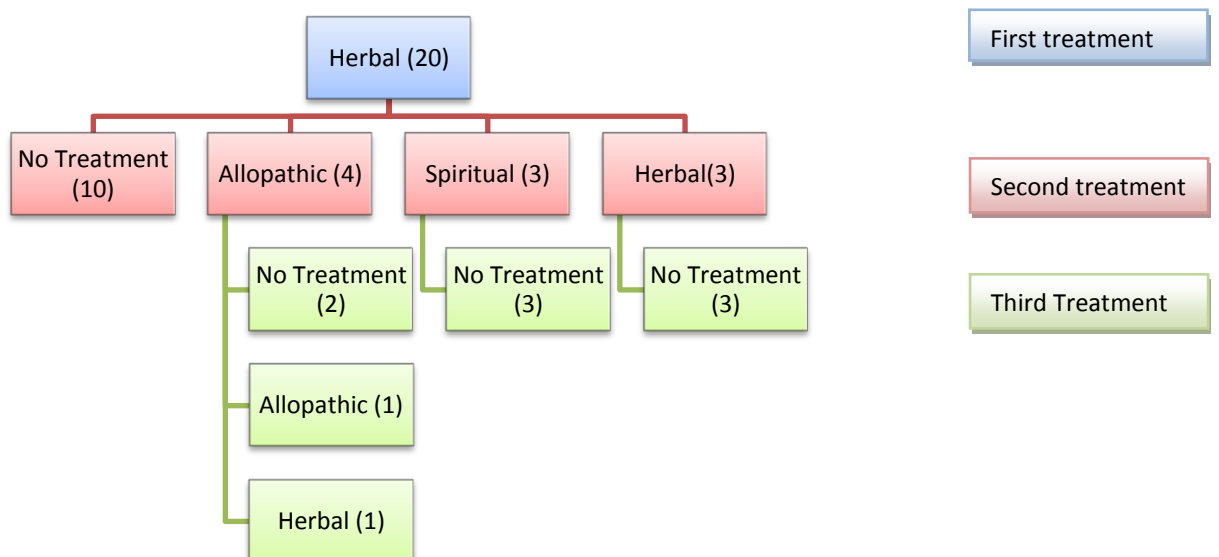 Herbal (20)
First treatment
No Treatment
(10)
Allopathic (4)
Spiritual (3)
Herbal(3)
Second treatment
No Treatment
(2)
No Treatment
(3)
No Treatment
(3)
Third Treatment
Allopathic (1)
Herbal (1)